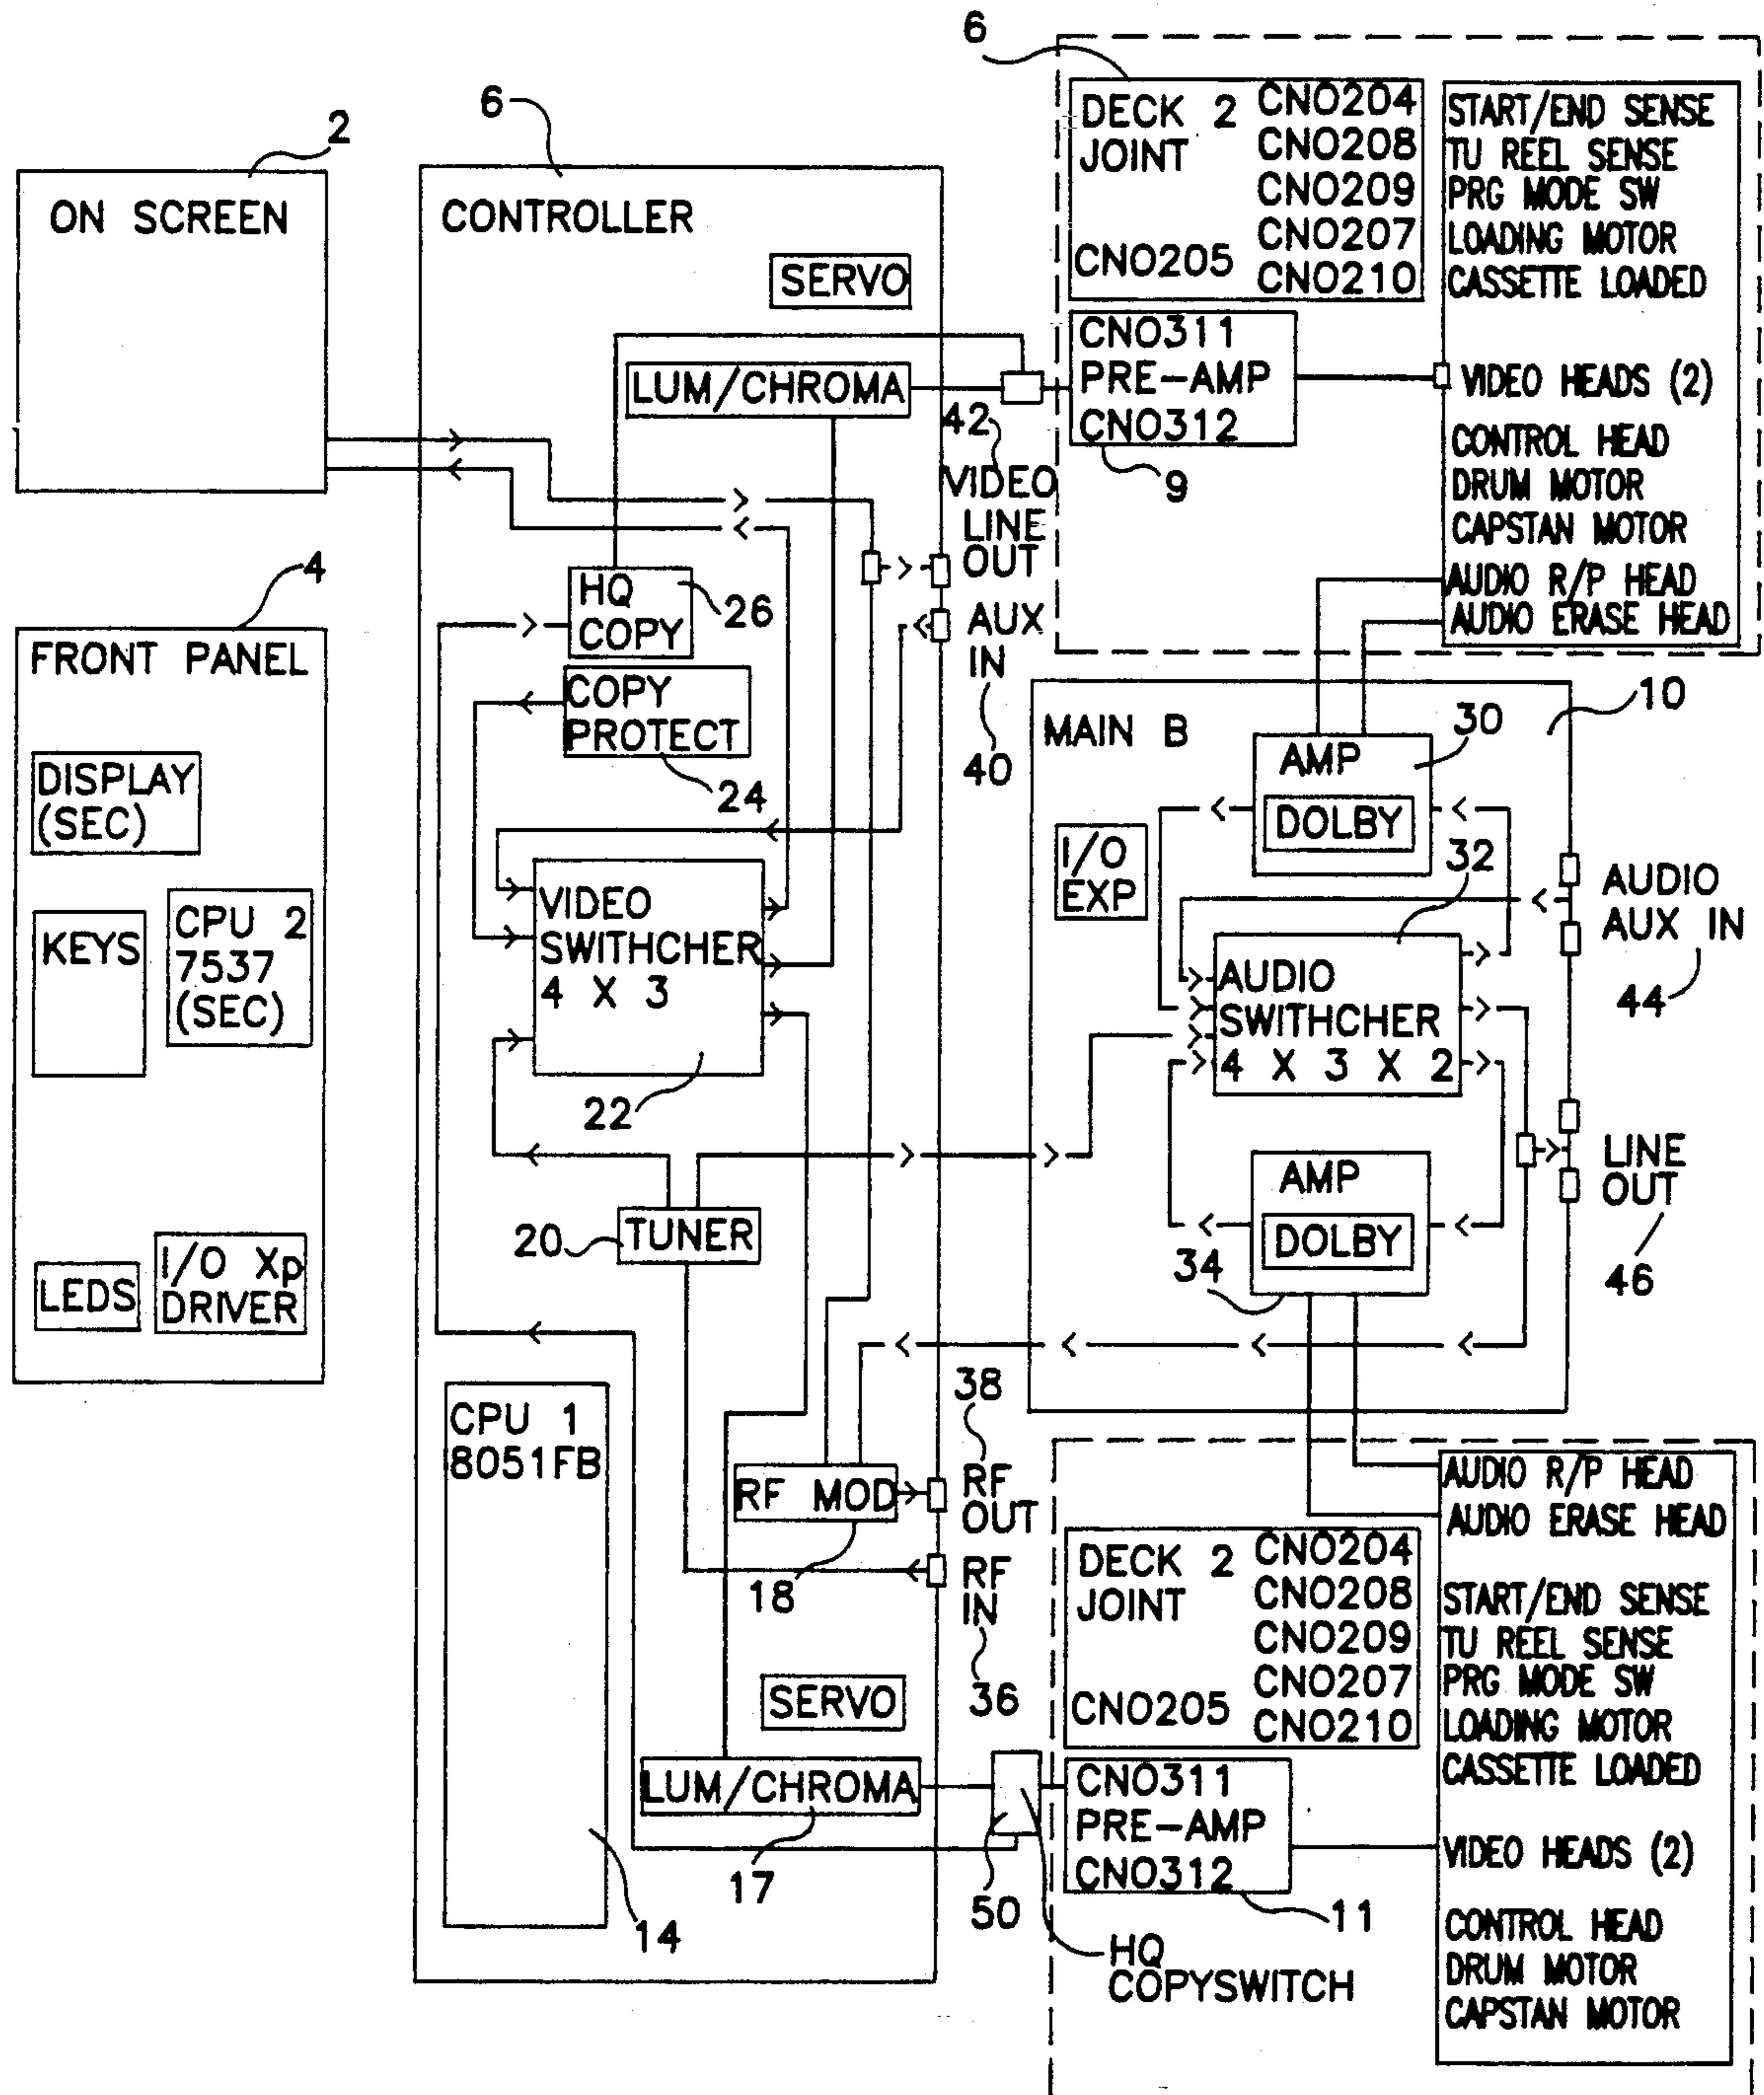 2
ON SCREEN
4
FRONT PANEL
DISPLAY
(SEC)
KEYS
CPU 2
7537
(SEC)
LEDS
I/O Xp
DRIVER
6
CONTROLLER
SERVO
LUM/CHROMA
HQ
COPY
26
COPY
PROTECT
24
VIDEO
SWITHCHER
4 X 3
22
20
TUNER
CPU 1
8051FB
14
RF MOD
18
SERVO
LUM/CHROMA
17
42
VIDEO
LINE
OUT
AUX
IN
40
38
RF
OUT
RF
IN
36
50
HQ
COPYSWITCH
6
DECK 2
JOINT
CNO205
CNO204
CNO208
CNO209
CNO207
CNO210
CNO311
PRE-AMP
CNO312
9
START/END SENSE
TU REEL SENSE
PRG MODE SW
LOADING MOTOR
CASSETTE LOADED
VIDEO HEADS (2)
CONTROL HEAD
DRUM MOTOR
CAPSTAN MOTOR
AUDIO R/P HEAD
AUDIO ERASE HEAD
10
MAIN B
30
AMP
DOLBY
I/O
EXP
32
AUDIO
SWITHCHER
4 X 3 X 2
AMP
DOLBY
34
AUDIO
AUX IN
44
LINE
OUT
46
DECK 2
JOINT
CNO205
CNO204
CNO208
CNO209
CNO207
CNO210
CNO311
PRE-AMP
CNO312
11
AUDIO R/P HEAD
AUDIO ERASE HEAD
START/END SENSE
TU REEL SENSE
PRG MODE SW
LOADING MOTOR
CASSETTE LOADED
VIDEO HEADS (2)
CONTROL HEAD
DRUM MOTOR
CAPSTAN MOTOR